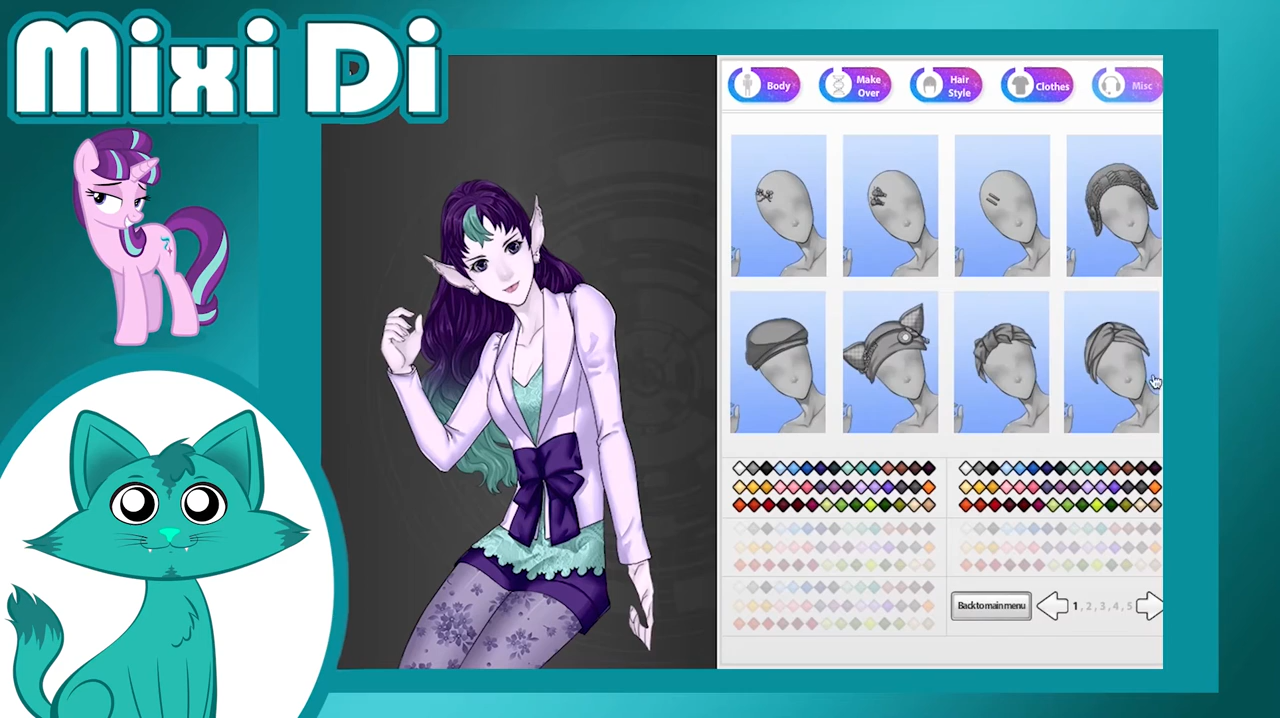 Mixi Di
Body
Make
Over
Hair
Style
Clothes
Misc
Back to main menu
1, 2, 3, 4, 5